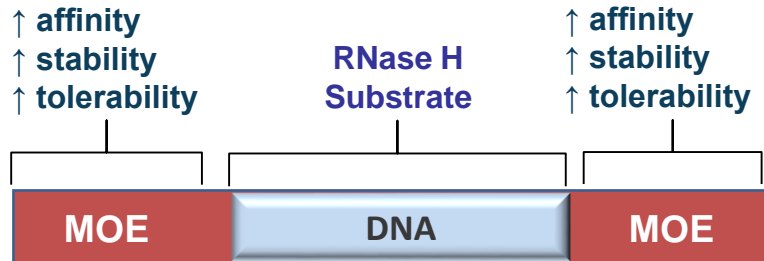 ↑ affinity
↑ stability
↑ tolerability
RNase H
Substrate
↑ affinity
↑ stability
↑ tolerability
MOE
DNA
MOE